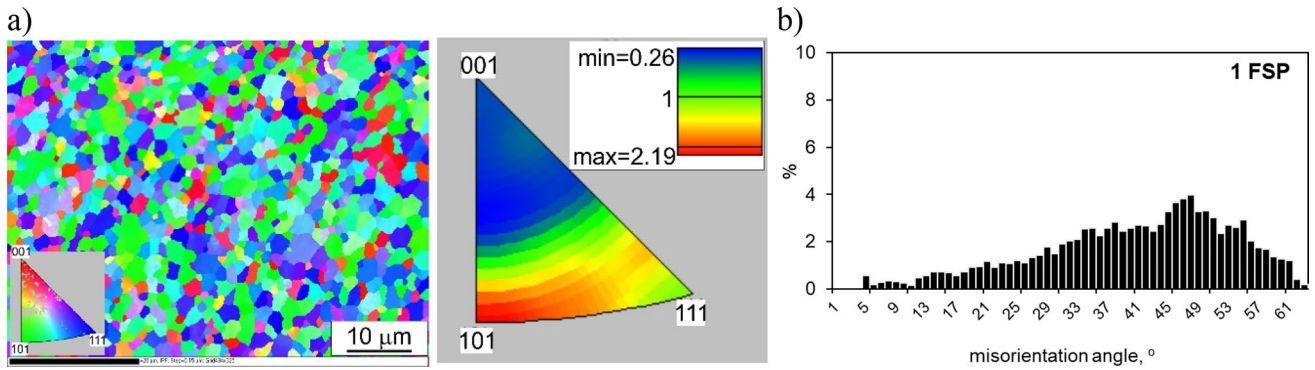 a)
001
101
111
10 μm
001
101
111
min=0.26
1
max=2.19
b)
1 FSP
%
10
8
6
4
2
0
1 5 9 13 17 21 25 29 33 37 41 45 49 53 57 61
misorientation angle, °